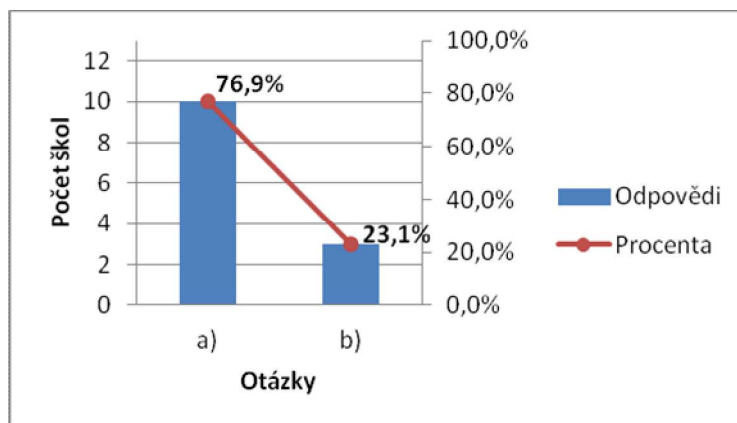 Počet škol
12
10
8
6
4
2
0
76,9%
23,1%
100,0%
80,0%
60,0%
40,0%
20,0%
0,0%
a)
b)
Otázky
Odpovědi
Procenta